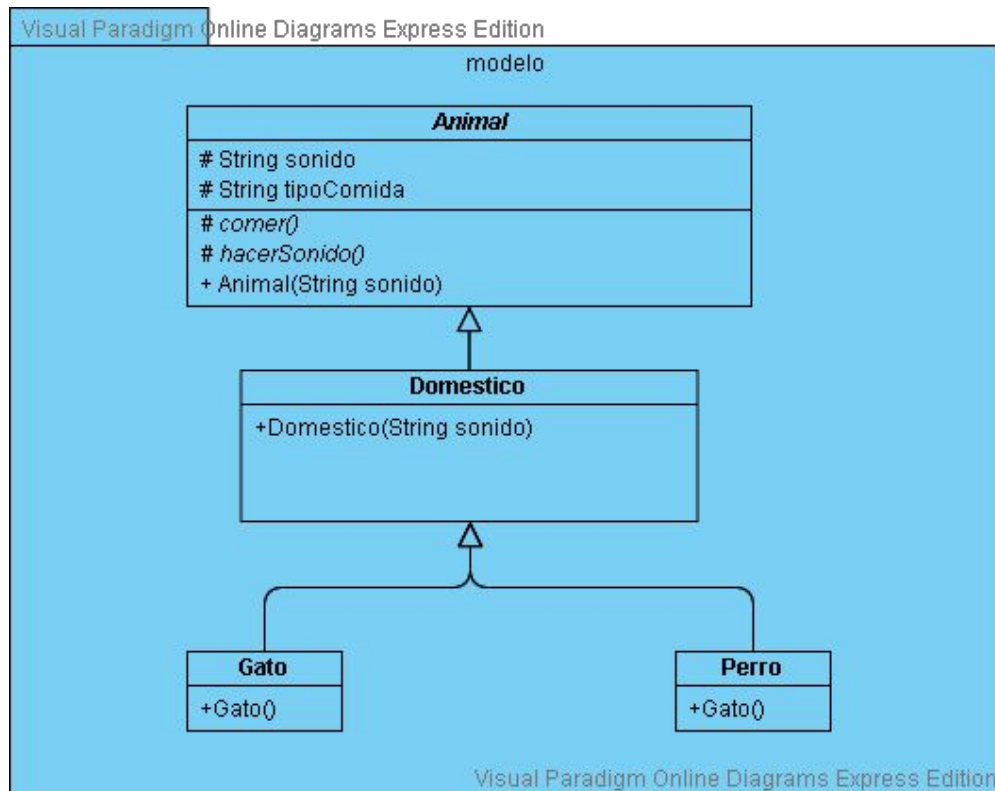 Visual Paradigm Online Diagrams Express Edition
modelo
Animal
# String sonido
# String tipoComida
# comer()
# hacerSonido()
+ Animal(String sonido)
Domestico
+Domestico(String sonido)
Gato
+Gato()
Perro
+Gato()
Visual Paradigm Online Diagrams Express Edition